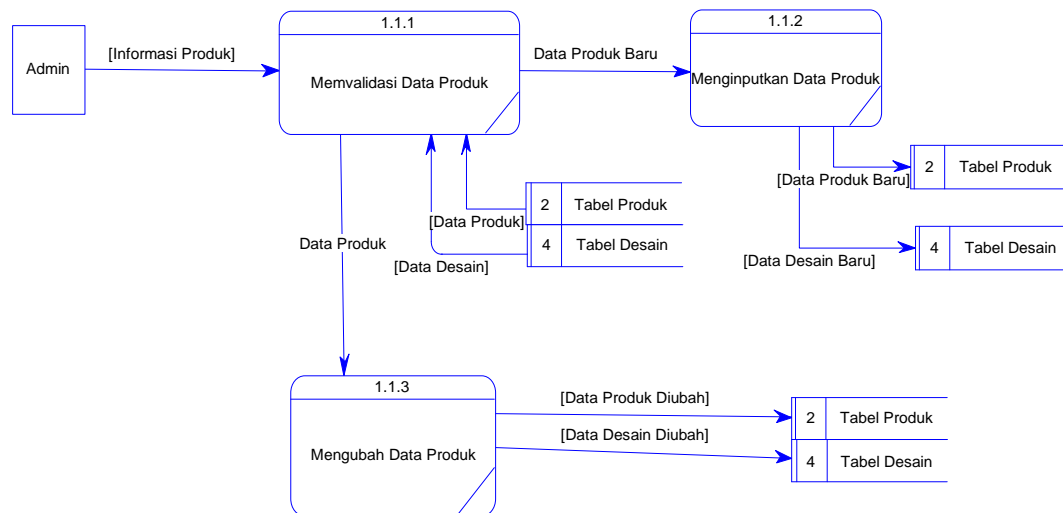 1.1.1
1.1.2
[Informasi Produk]
Data Produk Baru
Admin
Memvalidasi Data Produk
Menginputkan Data Produk
2 Tabel Produk
[Data Produk Baru]
2 Tabel Produk
[Data Produk]
Data Produk
4 Tabel Desain
4 Tabel Desain
[Data Desain]
[Data Desain Baru]
1.1.3
[Data Produk Diubah]
2 Tabel Produk
[Data Desain Diubah]
Mengubah Data Produk
4 Tabel Desain